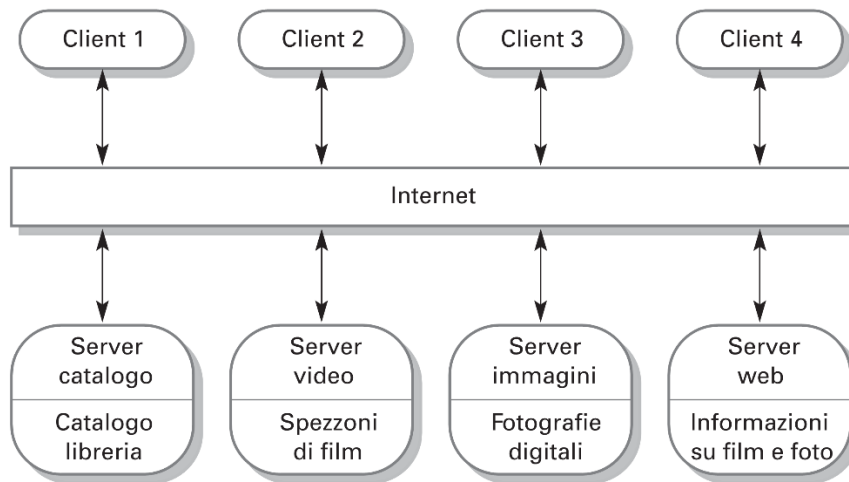 Client 1
Client 2
Client 3
Client 4
Internet
Server
catalogo
Catalogo
libreria
Server
video
Spezzoni
di film
Server
immagini
Fotografie
digitali
Server
web
Informazioni
su film e foto